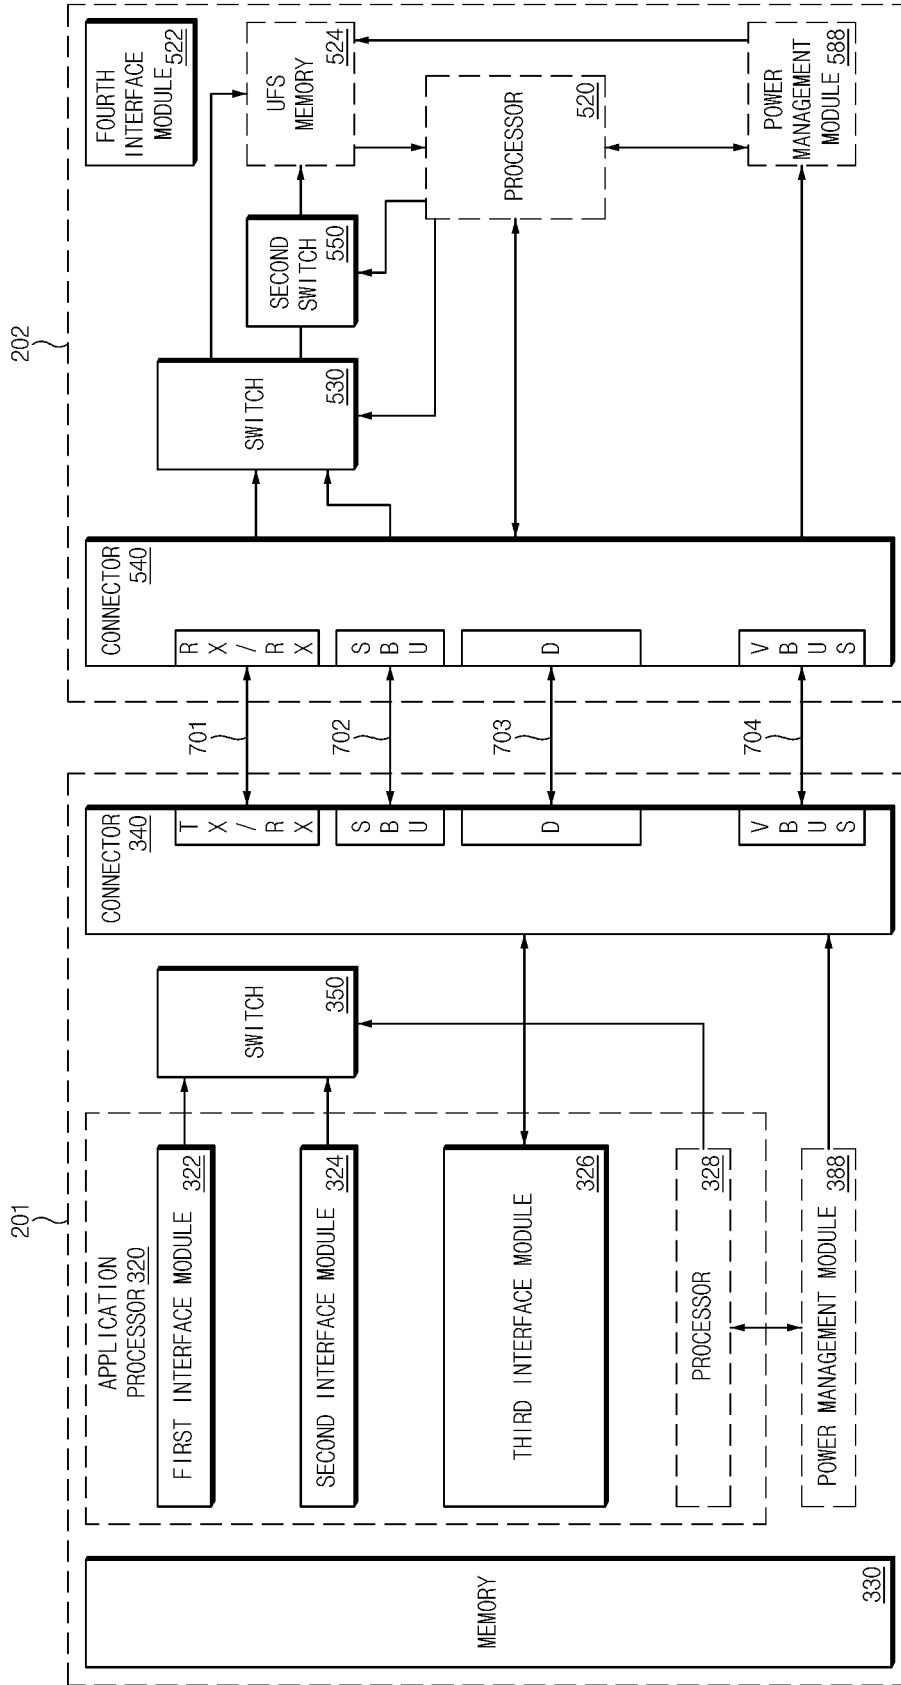 201
MEMORY
330
APPLICATION
PROCESSOR 320
FIRST INTERFACE MODULE
322
SECOND INTERFACE MODULE
324
THIRD INTERFACE MODULE
326
PROCESSOR
328
POWER MANAGEMENT MODULE
388
SWITCH
350
CONNECTOR
340
TX/RX
SBU
D
VBUS
701
702
703
704
202
CONNECTOR
540
RX/RX
SBU
D
VBUS
SWITCH
530
SECOND
SWITCH
550
UFS
MEMORY
524
FOURTH
INTERFACE
MODULE
522
PROCESSOR
520
POWER
MANAGEMENT
MODULE
588